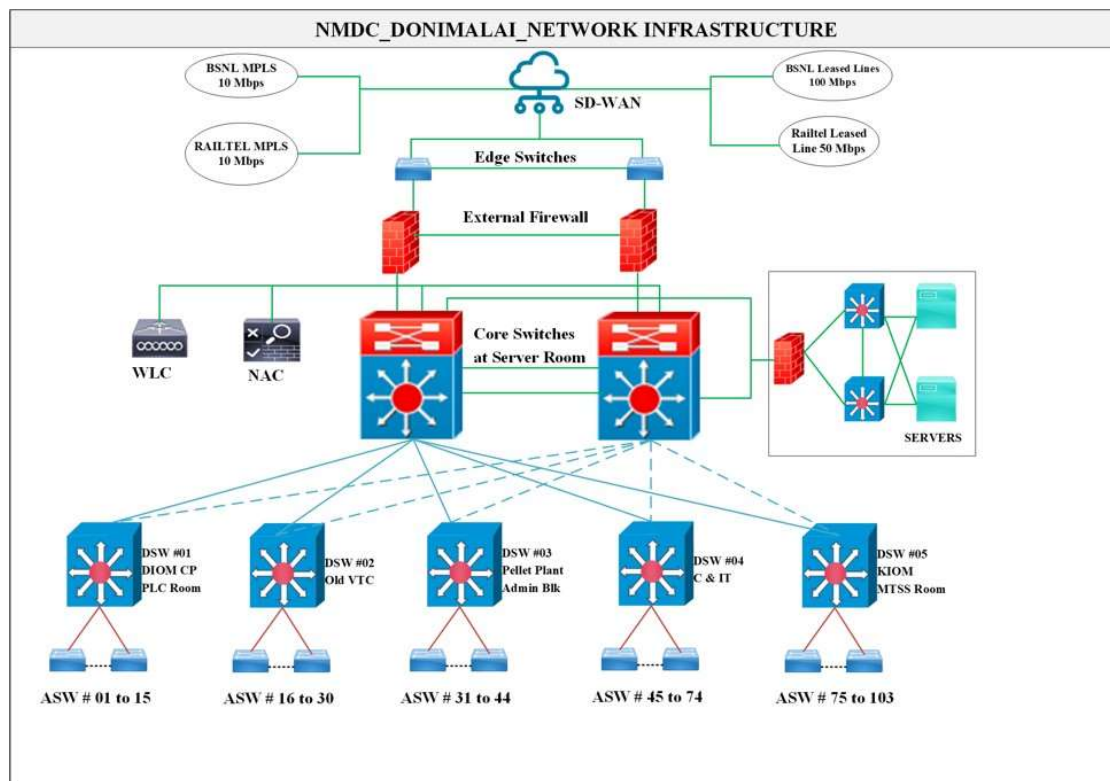 NMDC_DONIMALAI_NETWORK INFRASTRUCTURE
BSNL MPLS
10 Mbps
BSNL Leased Lines
100 Mbps
SD-WAN
RAILTEL MPLS
10 Mbps
Railtel Leased
Line 50 Mbps
Edge Switches
External Firewall
Core Switches
at Server Room
WLC
NAC
SERVERS
DSW #01
DIOM CP
PLC Room
DSW #02
Old VTC
DSW #03
Pellet Plant
Admin Blk
DSW #04
C & IT
DSW #05
KIOM
MTSS Room
ASW # 01 to 15
ASW # 16 to 30
ASW # 31 to 44
ASW # 45 to 74
ASW # 75 to 103